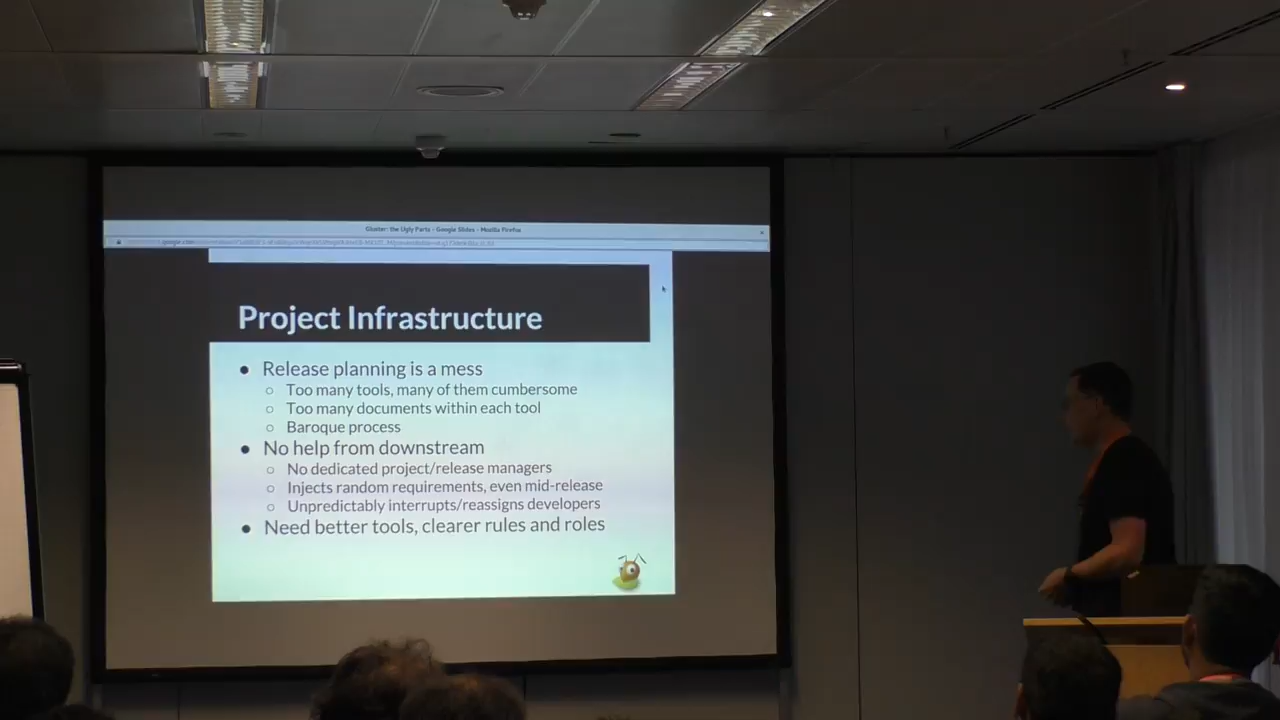 Gluster: the Ugly Parts - Google Slides - Mozilla Firefox
Project Infrastructure
● Release planning is a mess
○ Too many tools, many of them cumbersome
○ Too many documents within each tool
○ Baroque process
● No help from downstream
○ No dedicated project/release managers
○ Injects random requirements, even mid-release
○ Unpredictably interrupts/reassigns developers
● Need better tools, clearer rules and roles